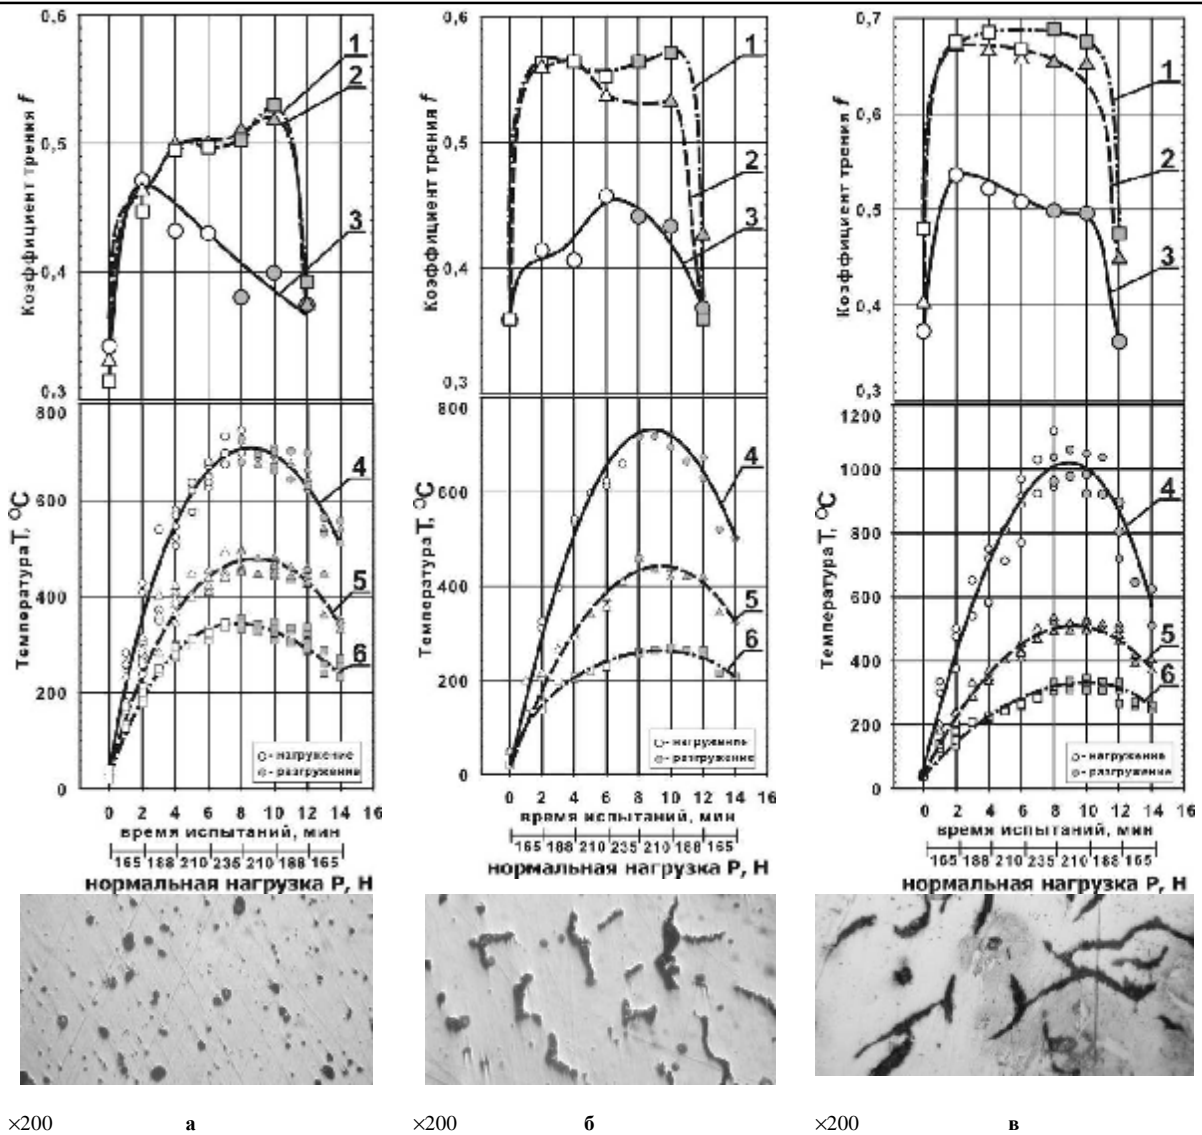 0,6
0,5
0,4
0,3
Коэффициент трения f
1
2
3
800
600
400
200
0
Температура T, °C
4
5
6
○ - нагружение
○ - разгружение
0 2 4 6 8 10 12 14 16
время испытаний, мин
165 188 210 235 210 188 165
нормальная нагрузка P, Н
0,6
0,5
0,4
0,3
Коэффициент трения f
1
2
3
800
600
400
200
0
Температура T, °C
4
5
6
○ - нагружение
○ - разгружение
0 2 4 6 8 10 12 14 16
время испытаний, мин
165 188 210 235 210 188 165
нормальная нагрузка P, Н
0,7
0,6
0,5
0,4
0,3
Коэффициент трения f
1
2
3
1200
1000
800
600
400
200
0
Температура T, °C
4
5
6
○ - нагружение
○ - разгружение
0 2 4 6 8 10 12 14 16
время испытаний, мин
165 188 210 235 210 188 165
нормальная нагрузка P, Н
×200 а ×200 б ×200 в